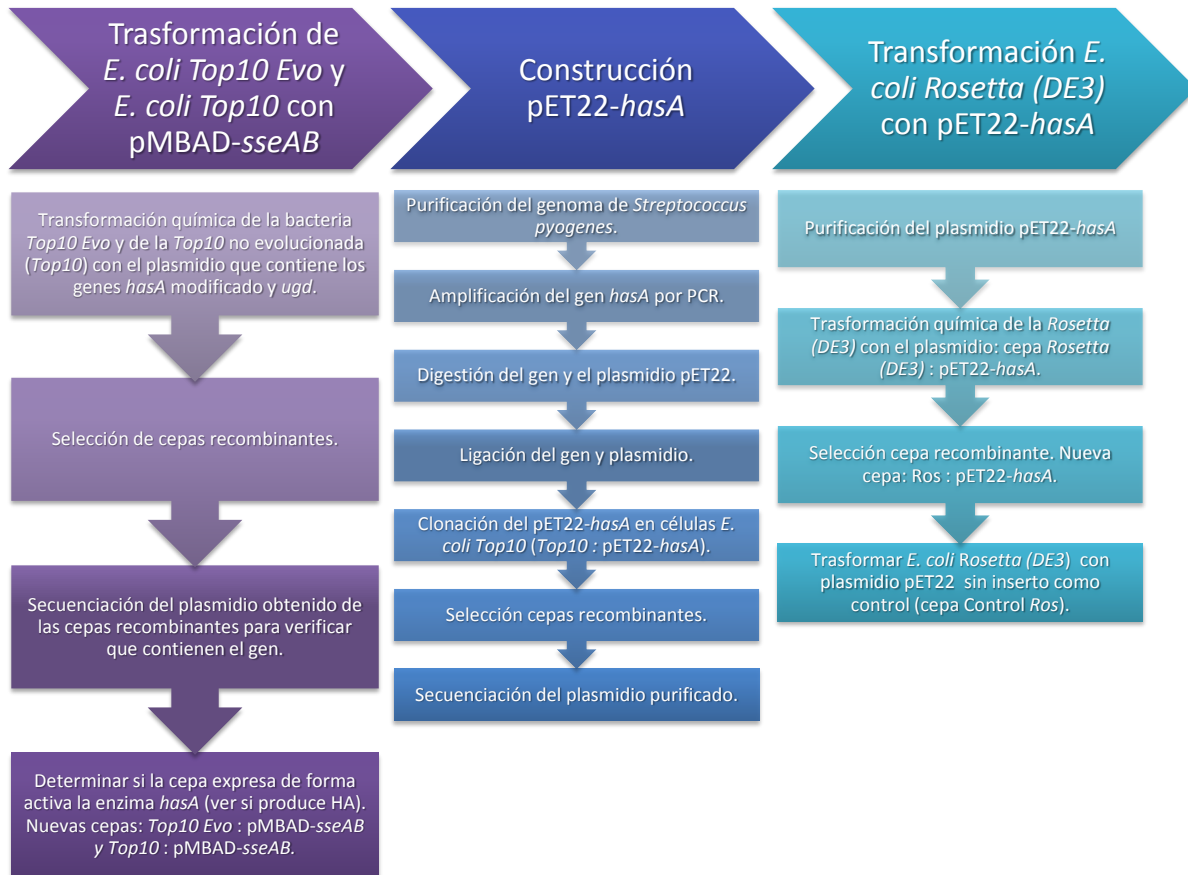 Trasformación de
E. coli Top10 Evo y
E. coli Top10 con
pMBAD-sseAB
Transformación química de la bacteria
Top10 Evo y de la Top10 no evolucionada
(Top10) con el plasmidio que contiene los
genes hasA modificado y ugd.
Selección de cepas recombinantes.
Secuenciación del plasmidio obtenido de
las cepas recombinantes para verificar
que contienen el gen.
Determinar si la cepa expresa de forma
activa la enzima hasA (ver si produce HA).
Nuevas cepas: Top10 Evo : pMBAD-sseAB
y Top10 : pMBAD-sseAB.
Construcción
pET22-hasA
Purificación del genoma de Streptococcus
pyogenes.
Amplificación del gen hasA por PCR.
Digestión del gen y el plasmidio pET22.
Ligación del gen y plasmidio.
Clonación del pET22-hasA en células E.
coli Top10 (Top10 : pET22-hasA).
Selección cepas recombinantes.
Secuenciación del plasmidio purificado.
Transformación E.
coli Rosetta (DE3)
con pET22-hasA
Purificación del plasmidio pET22-hasA
Trasformación química de la Rosetta
(DE3) con el plasmidio: cepa Rosetta
(DE3) : pET22-hasA.
Selección cepa recombinante. Nueva
cepa: Ros : pET22-hasA.
Trasformar E. coli Rosetta (DE3) con
plasmidio pET22 sin inserto como
control (cepa Control Ros).